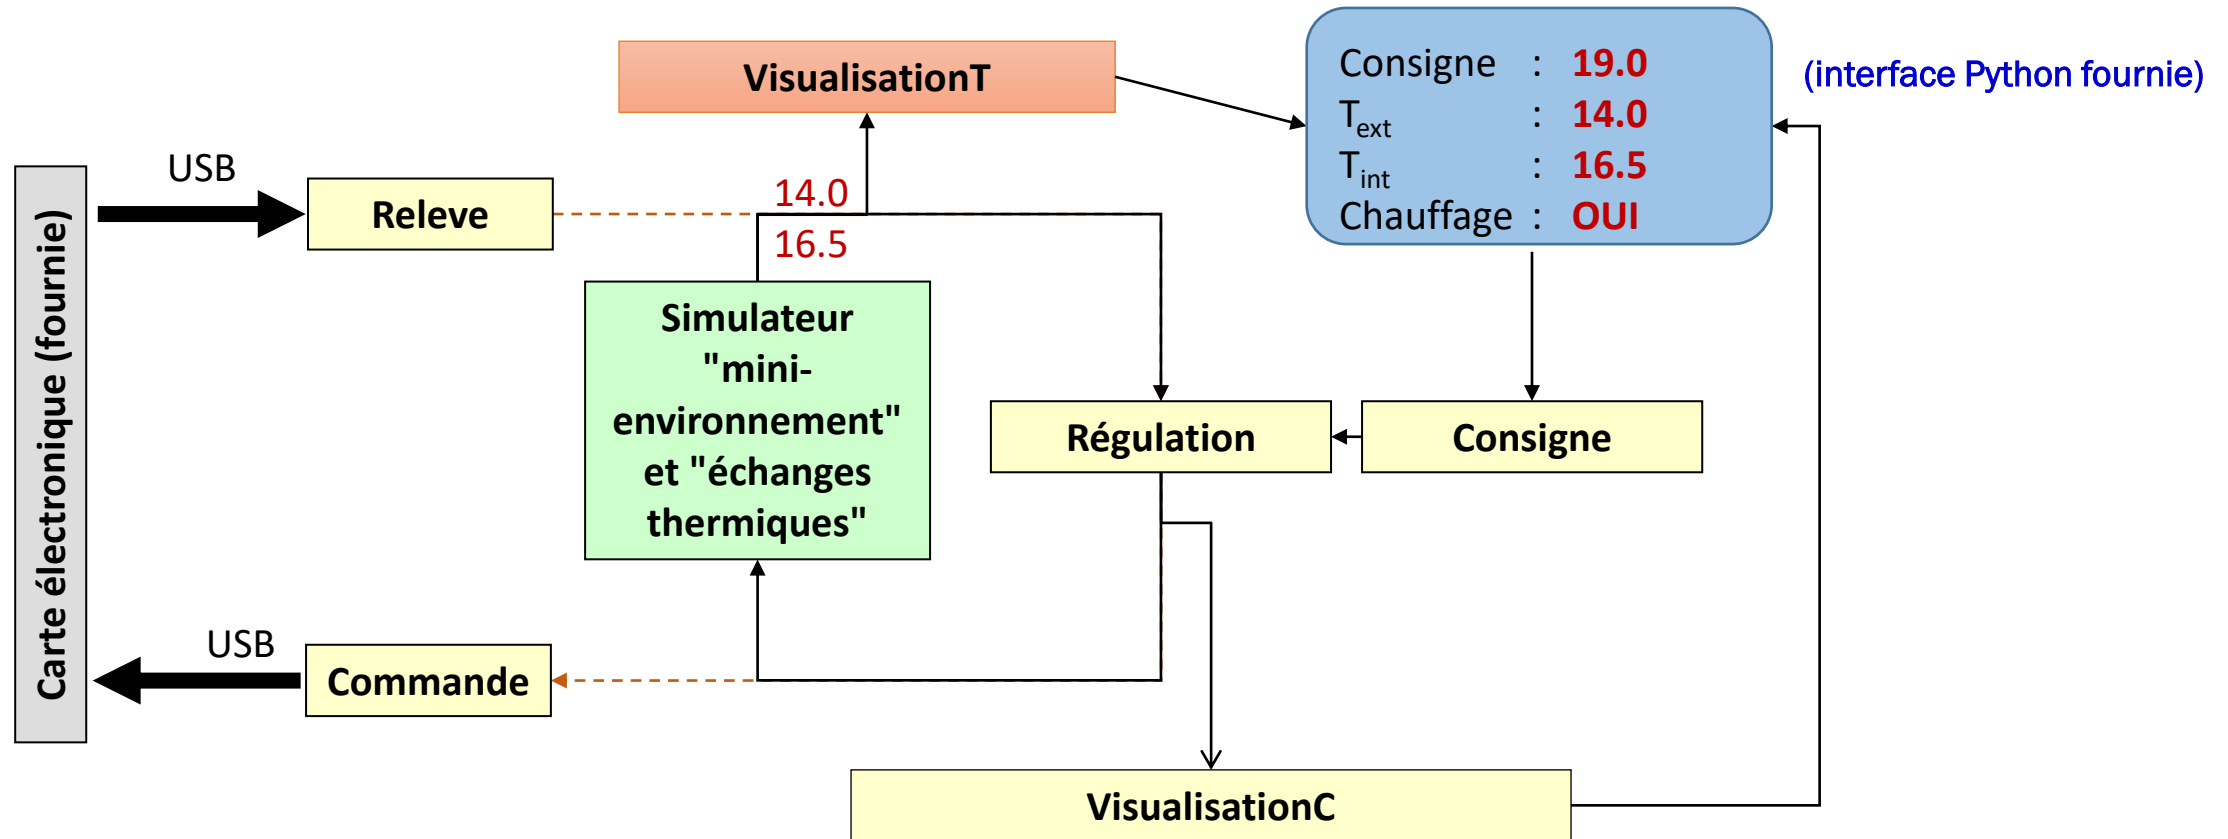 VisualisationT
Consigne : 19.0
Text : 14.0
Tint : 16.5
Chauffage : OUI
(interface Python fournie)
USB
Releve
14.0
16.5
Carte électronique (fournie)
Simulateur
"mini-
environnement"
et "échanges
thermiques"
Régulation
Consigne
USB
Commande
VisualisationC